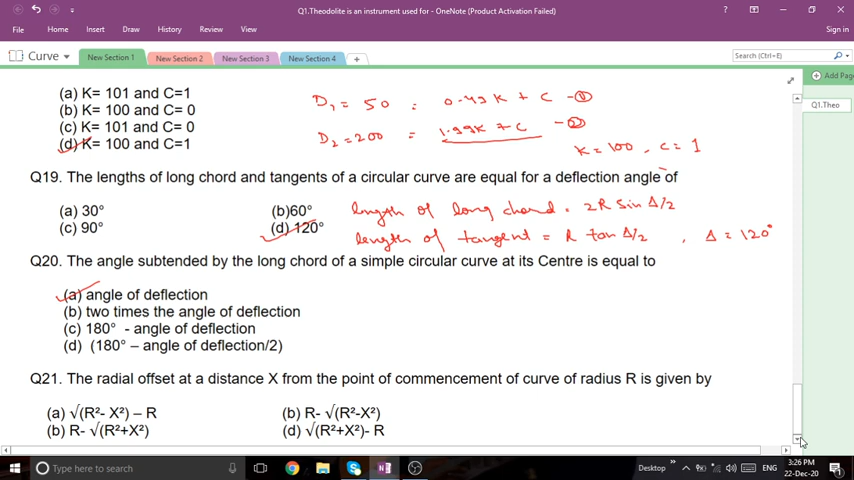 Q1.Theodolite is an instrument used for - OneNote (Product Activation Failed)
File Home Insert Draw History Review View Sign in
Curve New Section 1 New Section 2 New Section 3 New Section 4 + Search (Ctrl+E)
Add Page
Q1.Theo
(a) K= 101 and C=1
(b) K= 100 and C=0
(c) K= 101 and C= 0
(d) K= 100 and C=1
D₁ = 50 = 0.49K + C -①
D₂ = 200 = 1.99K + C -②
K = 100, C = 1
Q19. The lengths of long chord and tangents of a circular curve are equal for a deflection angle of
(a) 30° (b)60°
(c) 90° (d) 120°
length of long chord = 2R sin Δ/2
length of tangent = R tan Δ/2 , Δ = 120°
Q20. The angle subtended by the long chord of a simple circular curve at its Centre is equal to
(a) angle of deflection
(b) two times the angle of deflection
(c) 180° - angle of deflection
(d) (180° – angle of deflection/2)
Q21. The radial offset at a distance X from the point of commencement of curve of radius R is given by
(a) √(R²- X²) – R (b) R- √(R²-X²)
(b) R- √(R²+X²) (d) √(R²+X²)- R
Type here to search
Desktop
ENG
3:26 PM
22-Dec-20